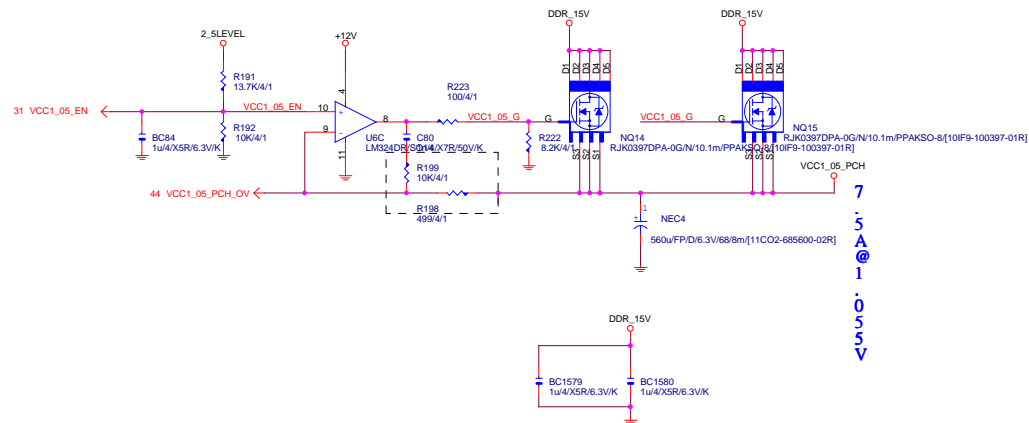 DDR_15V
DDR_15V
2_5LEVEL
+12V
D1
D2
D3
D4
D5
D1
D2
D3
D4
D5
R191
13.7K/4/1
R223
100/4/1
31 VCC1_05_EN
VCC1_05_EN
10
4
8
VCC1_05_G
G
VCC1_05_G
G
BC84
1u/4/X5R/6.3V/K
R192
10K/4/1
9
11
U6C
LM324DR/SO14
C80
/X7R/50V/K
R222
8.2K/4/1
S3
S2
S1
NQ14
RJK0397DPA-0G/N/10.1m/PPAKSO-8/[10IF9-100397-01R]
S3
S2
S1
NQ15
RJK0397DPA-0G/N/10.1m/PPAKSO-8/[10IF9-100397-01R]
R199
10K/4/1
VCC1_05_PCH
44 VCC1_05_PCH_OV
R198
499/4/1
1
NEC4
560u/FP/D/6.3V/68/8m/[11CO2-685600-02R]
7.5A@1.055V
DDR_15V
BC1579
1u/4/X5R/6.3V/K
BC1580
1u/4/X5R/6.3V/K